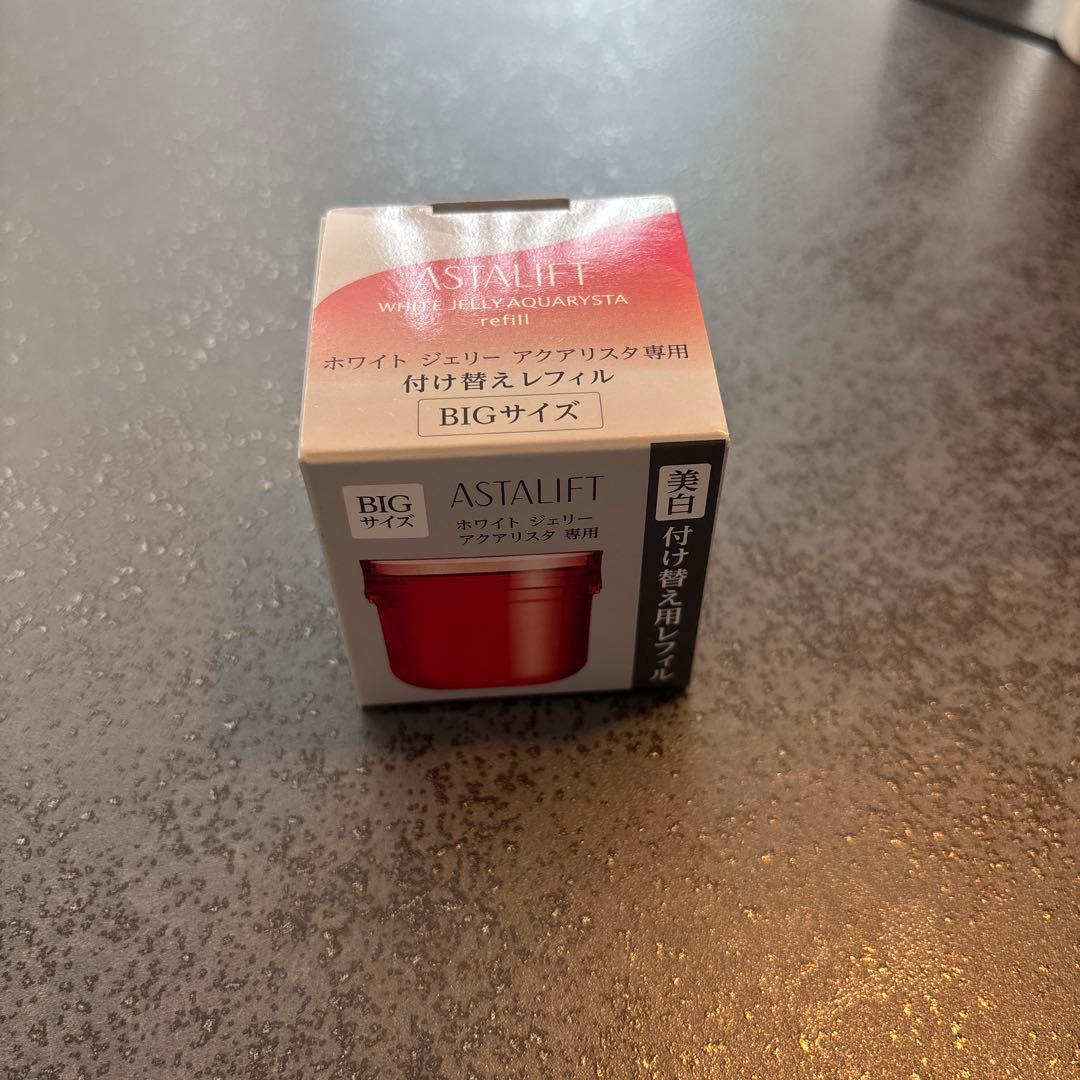 ASTALIFT
WHITE JELLY AQUARYSTA
refill
ホワイト ジェリー アクアリスタ専用
付け替えレフィル
BIGサイズ
BIG
サイズ
ASTALIFT
ホワイト ジェリー
アクアリスタ 専用
美白
付け替え用レフィル